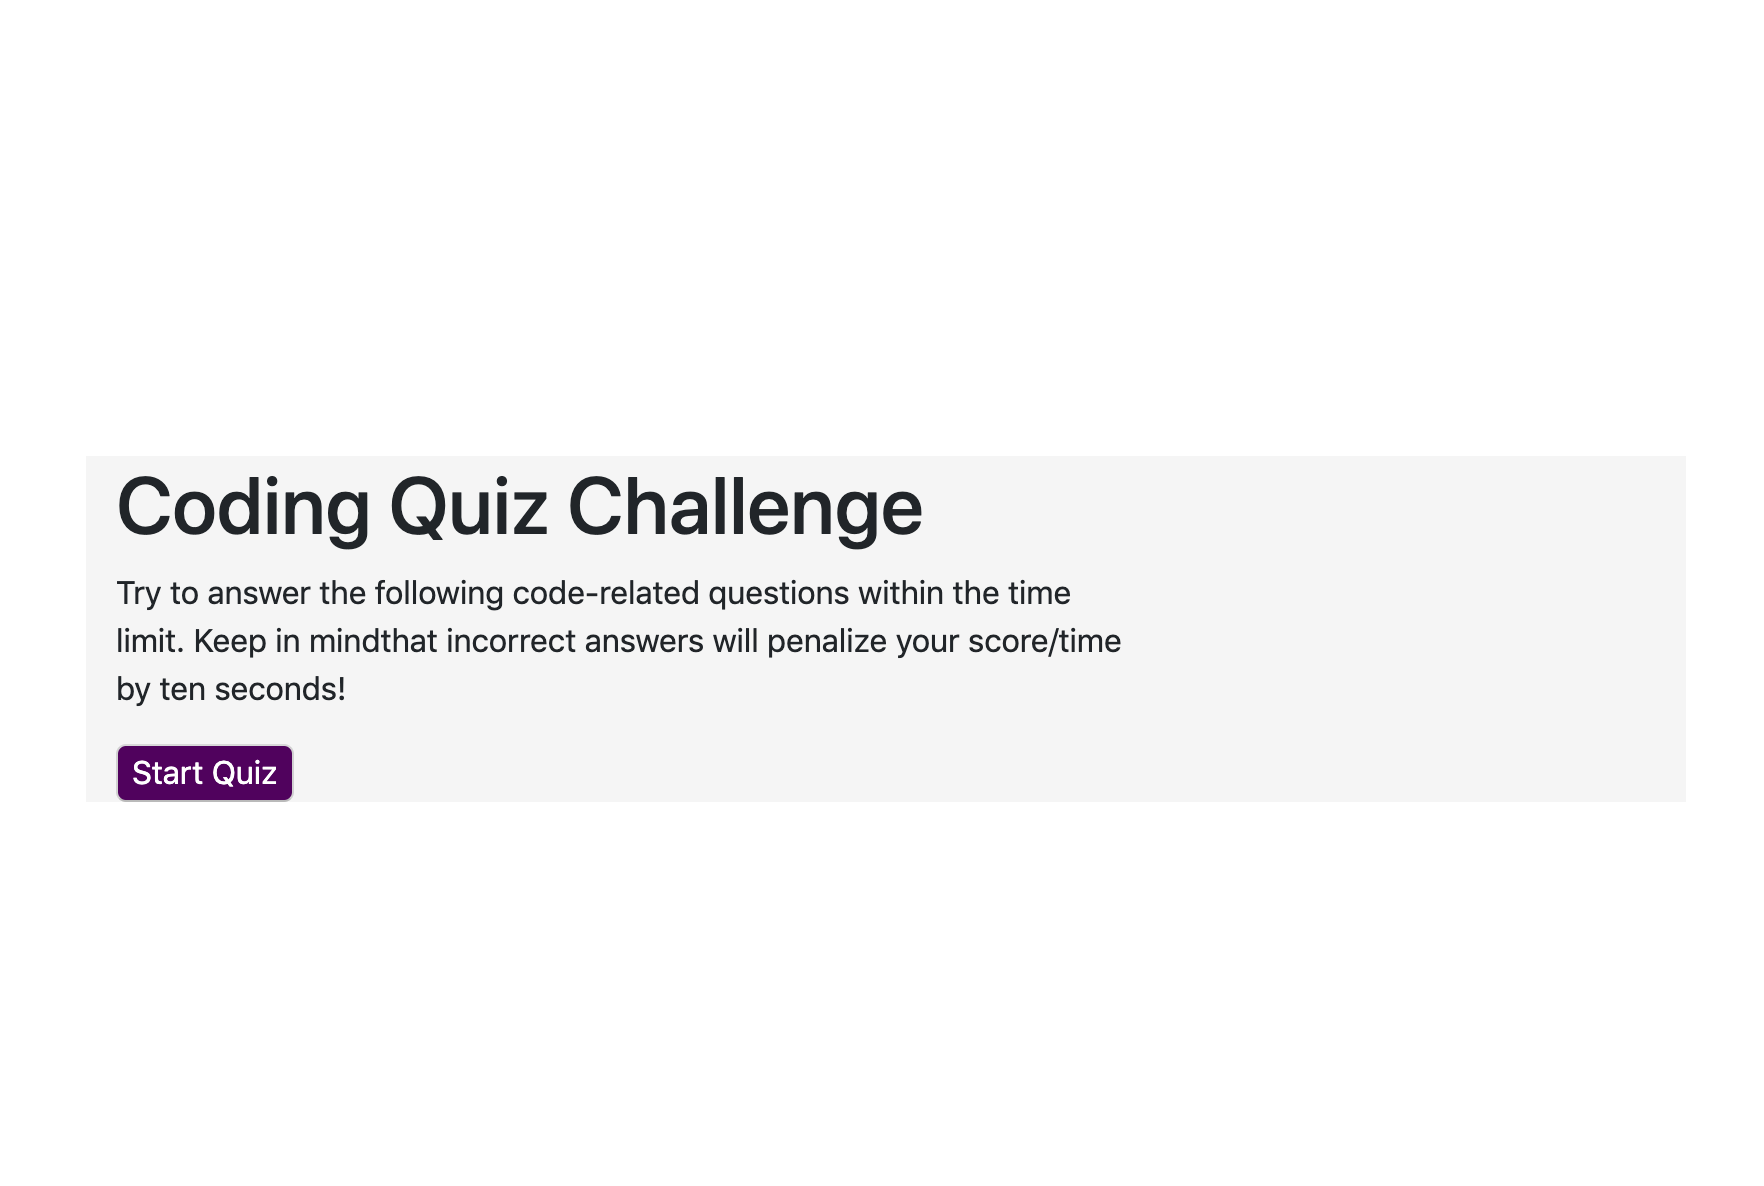 Coding Quiz Challenge
Try to answer the following code-related questions within the time
limit. Keep in mindthat incorrect answers will penalize your score/time
by ten seconds!
Start Quiz